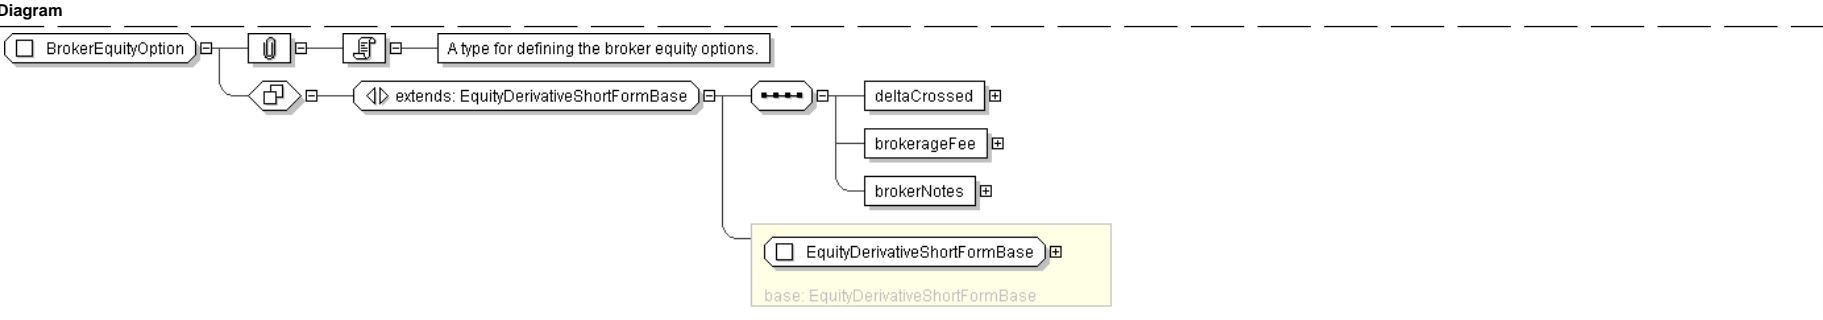 Diagram
BrokerEquityOption
A type for defining the broker equity options.
extends: EquityDerivativeShortFormBase
deltaCrossed
brokerageFee
brokerNotes
EquityDerivativeShortFormBase
base: EquityDerivativeShortFormBase